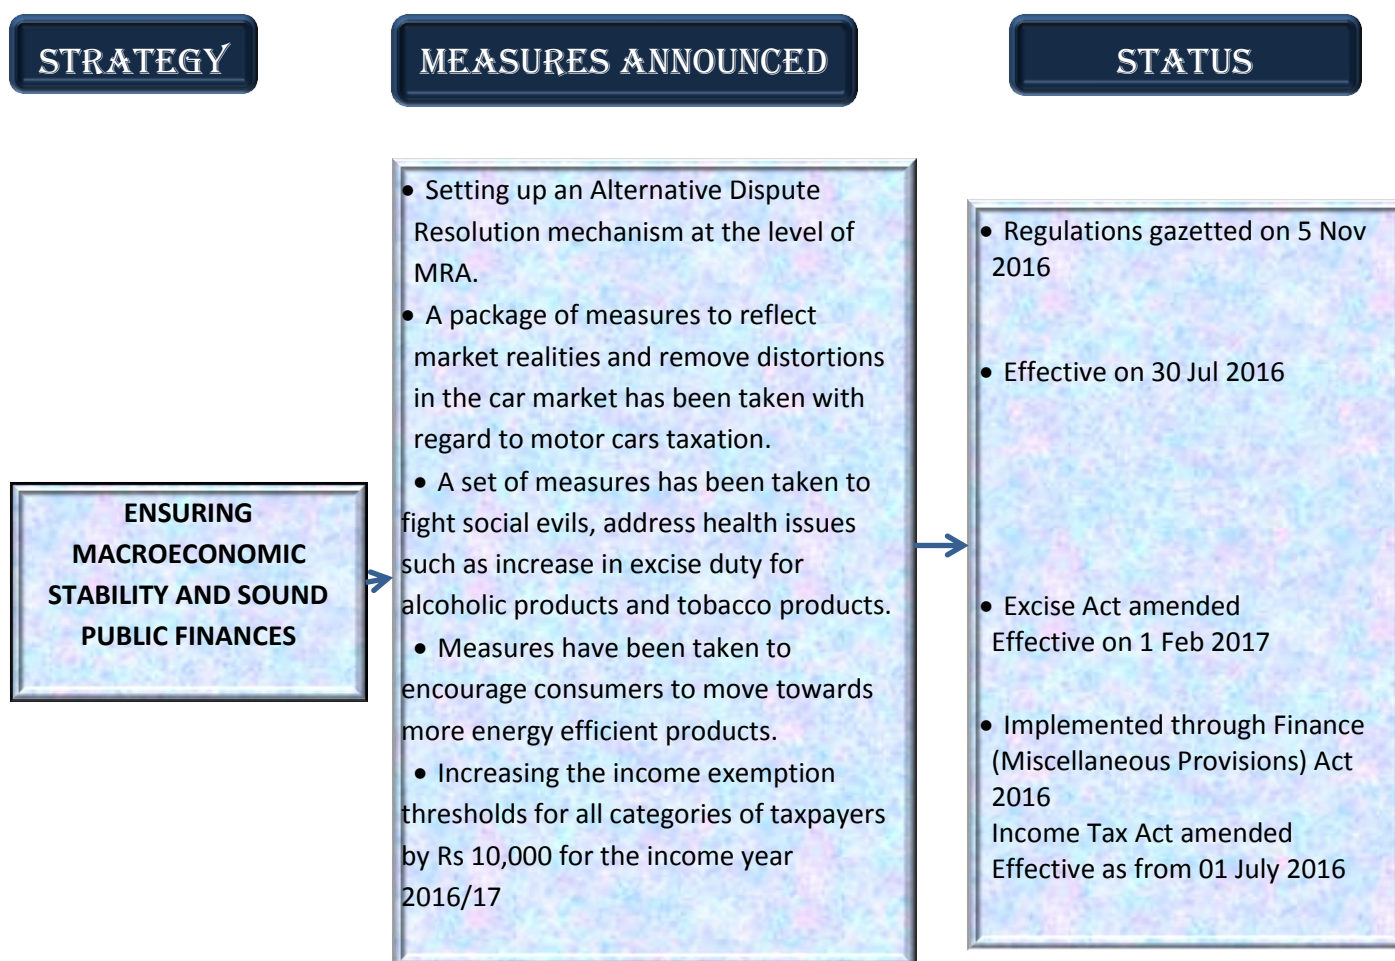 STRATEGY
MEASURES ANNOUNCED
STATUS
ENSURING
MACROECONOMIC
STABILITY AND SOUND
PUBLIC FINANCES
• Setting up an Alternative Dispute
Resolution mechanism at the level of
MRA.
• A package of measures to reflect
market realities and remove distortions
in the car market has been taken with
regard to motor cars taxation.
• A set of measures has been taken to
fight social evils, address health issues
such as increase in excise duty for
alcoholic products and tobacco products.
• Measures have been taken to
encourage consumers to move towards
more energy efficient products.
• Increasing the income exemption
thresholds for all categories of taxpayers
by Rs 10,000 for the income year
2016/17
• Regulations gazetted on 5 Nov
2016
• Effective on 30 Jul 2016
• Excise Act amended
Effective on 1 Feb 2017
• Implemented through Finance
(Miscellaneous Provisions) Act
2016
Income Tax Act amended
Effective as from 01 July 2016